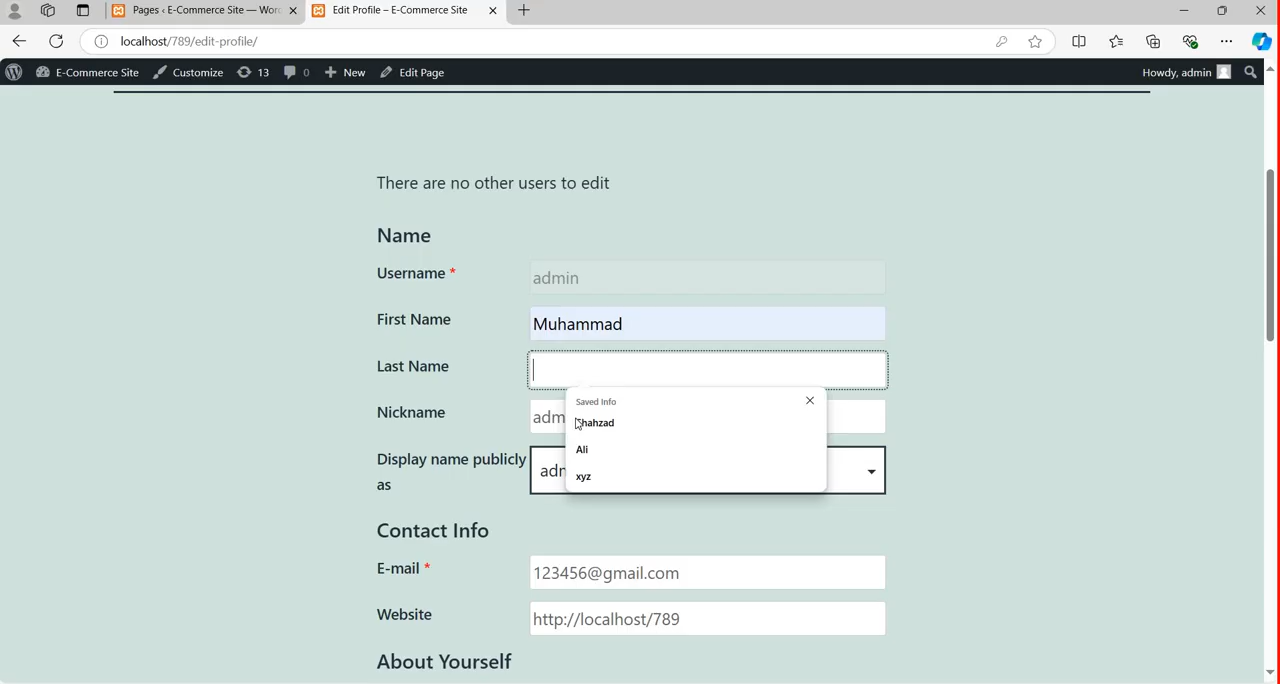 Pages ‹ E-Commerce Site — Wor
Edit Profile – E-Commerce Site
localhost/789/edit-profile/
E-Commerce Site
Customize
13
0
New
Edit Page
Howdy, admin
There are no other users to edit
Name
Username *
admin
First Name
Muhammad
Last Name
Saved Info
Shahzad
Ali
xyz
Nickname
adm
Display name publicly
as
adm
Contact Info
E-mail *
123456@gmail.com
Website
http://localhost/789
About Yourself